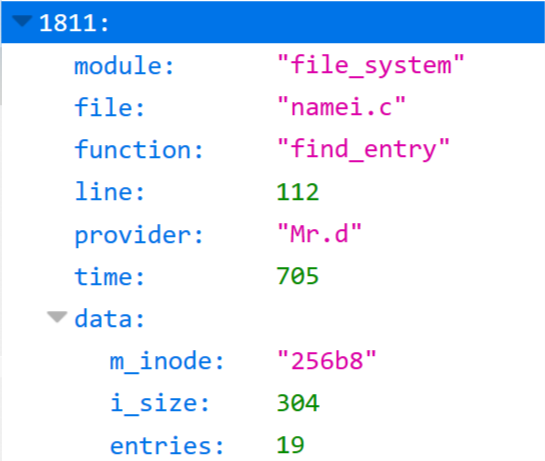 1811:
module: "file_system"
file: "namei.c"
function: "find_entry"
line: 112
provider: "Mr.d"
time: 705
data:
m_inode: "256b8"
i_size: 304
entries: 19